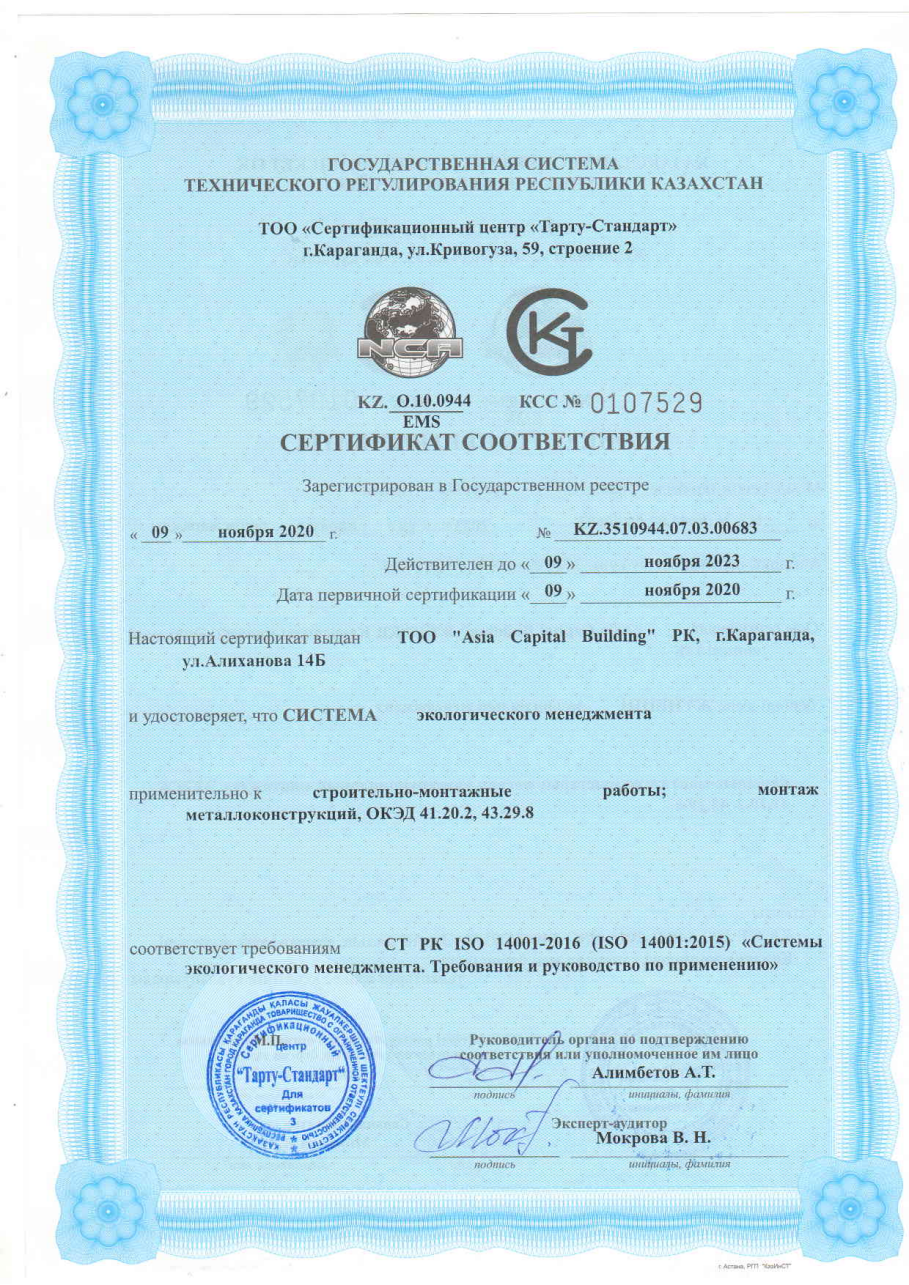 ГОСУДАРСТВЕННАЯ СИСТЕМА
ТЕХНИЧЕСКОГО РЕГУЛИРОВАНИЯ РЕСПУБЛИКИ КАЗАХСТАН
ТОО «Сертификационный центр «Тарту-Стандарт»
г.Караганда, ул.Кривогуза, 59, строение 2
NCA
KZ. O.10.0944 КСС № 0107529
EMS
СЕРТИФИКАТ СООТВЕТСТВИЯ
Зарегистрирован в Государственном реестре
« 09 » ноября 2020 г. № KZ.3510944.07.03.00683
Действителен до « 09 » ноября 2023 г.
Дата первичной сертификации « 09 » ноября 2020 г.
Настоящий сертификат выдан ТОО "Asia Capital Building" РК, г.Караганда,
ул.Алиханова 14Б
и удостоверяет, что СИСТЕМА экологического менеджмента
применительно к строительно-монтажные работы; монтаж
металлоконструкций, ОКЭД 41.20.2, 43.29.8
соответствует требованиям СТ РК ISO 14001-2016 (ISO 14001:2015) «Системы
экологического менеджмента. Требования и руководство по применению»
М.П.
Сертификационный
центр
"Тарту-Стандарт"
Для
сертификатов
3
Руководитель органа по подтверждению
соответствия или уполномоченное им лицо
Алимбетов А.Т.
подпись инициалы, фамилия
Эксперт-аудитор
Мокрова В. Н.
подпись инициалы, фамилия
г. Астана, РГП "КазИнСТ"